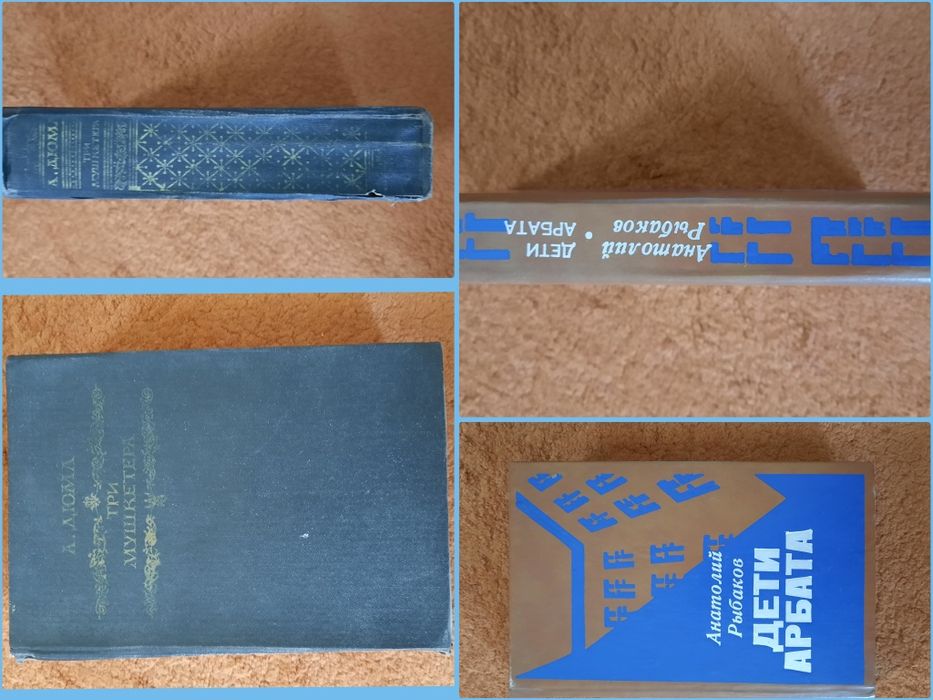 А. ДЮМА
ТРИ
МУШКЕТЕРА
Анатолий
Рыбаков
•
ДЕТИ
АРБАТА
А. ДЮМА
ТРИ
МУШКЕТЕРА
Анатолий
Рыбаков
ДЕТИ
АРБАТА